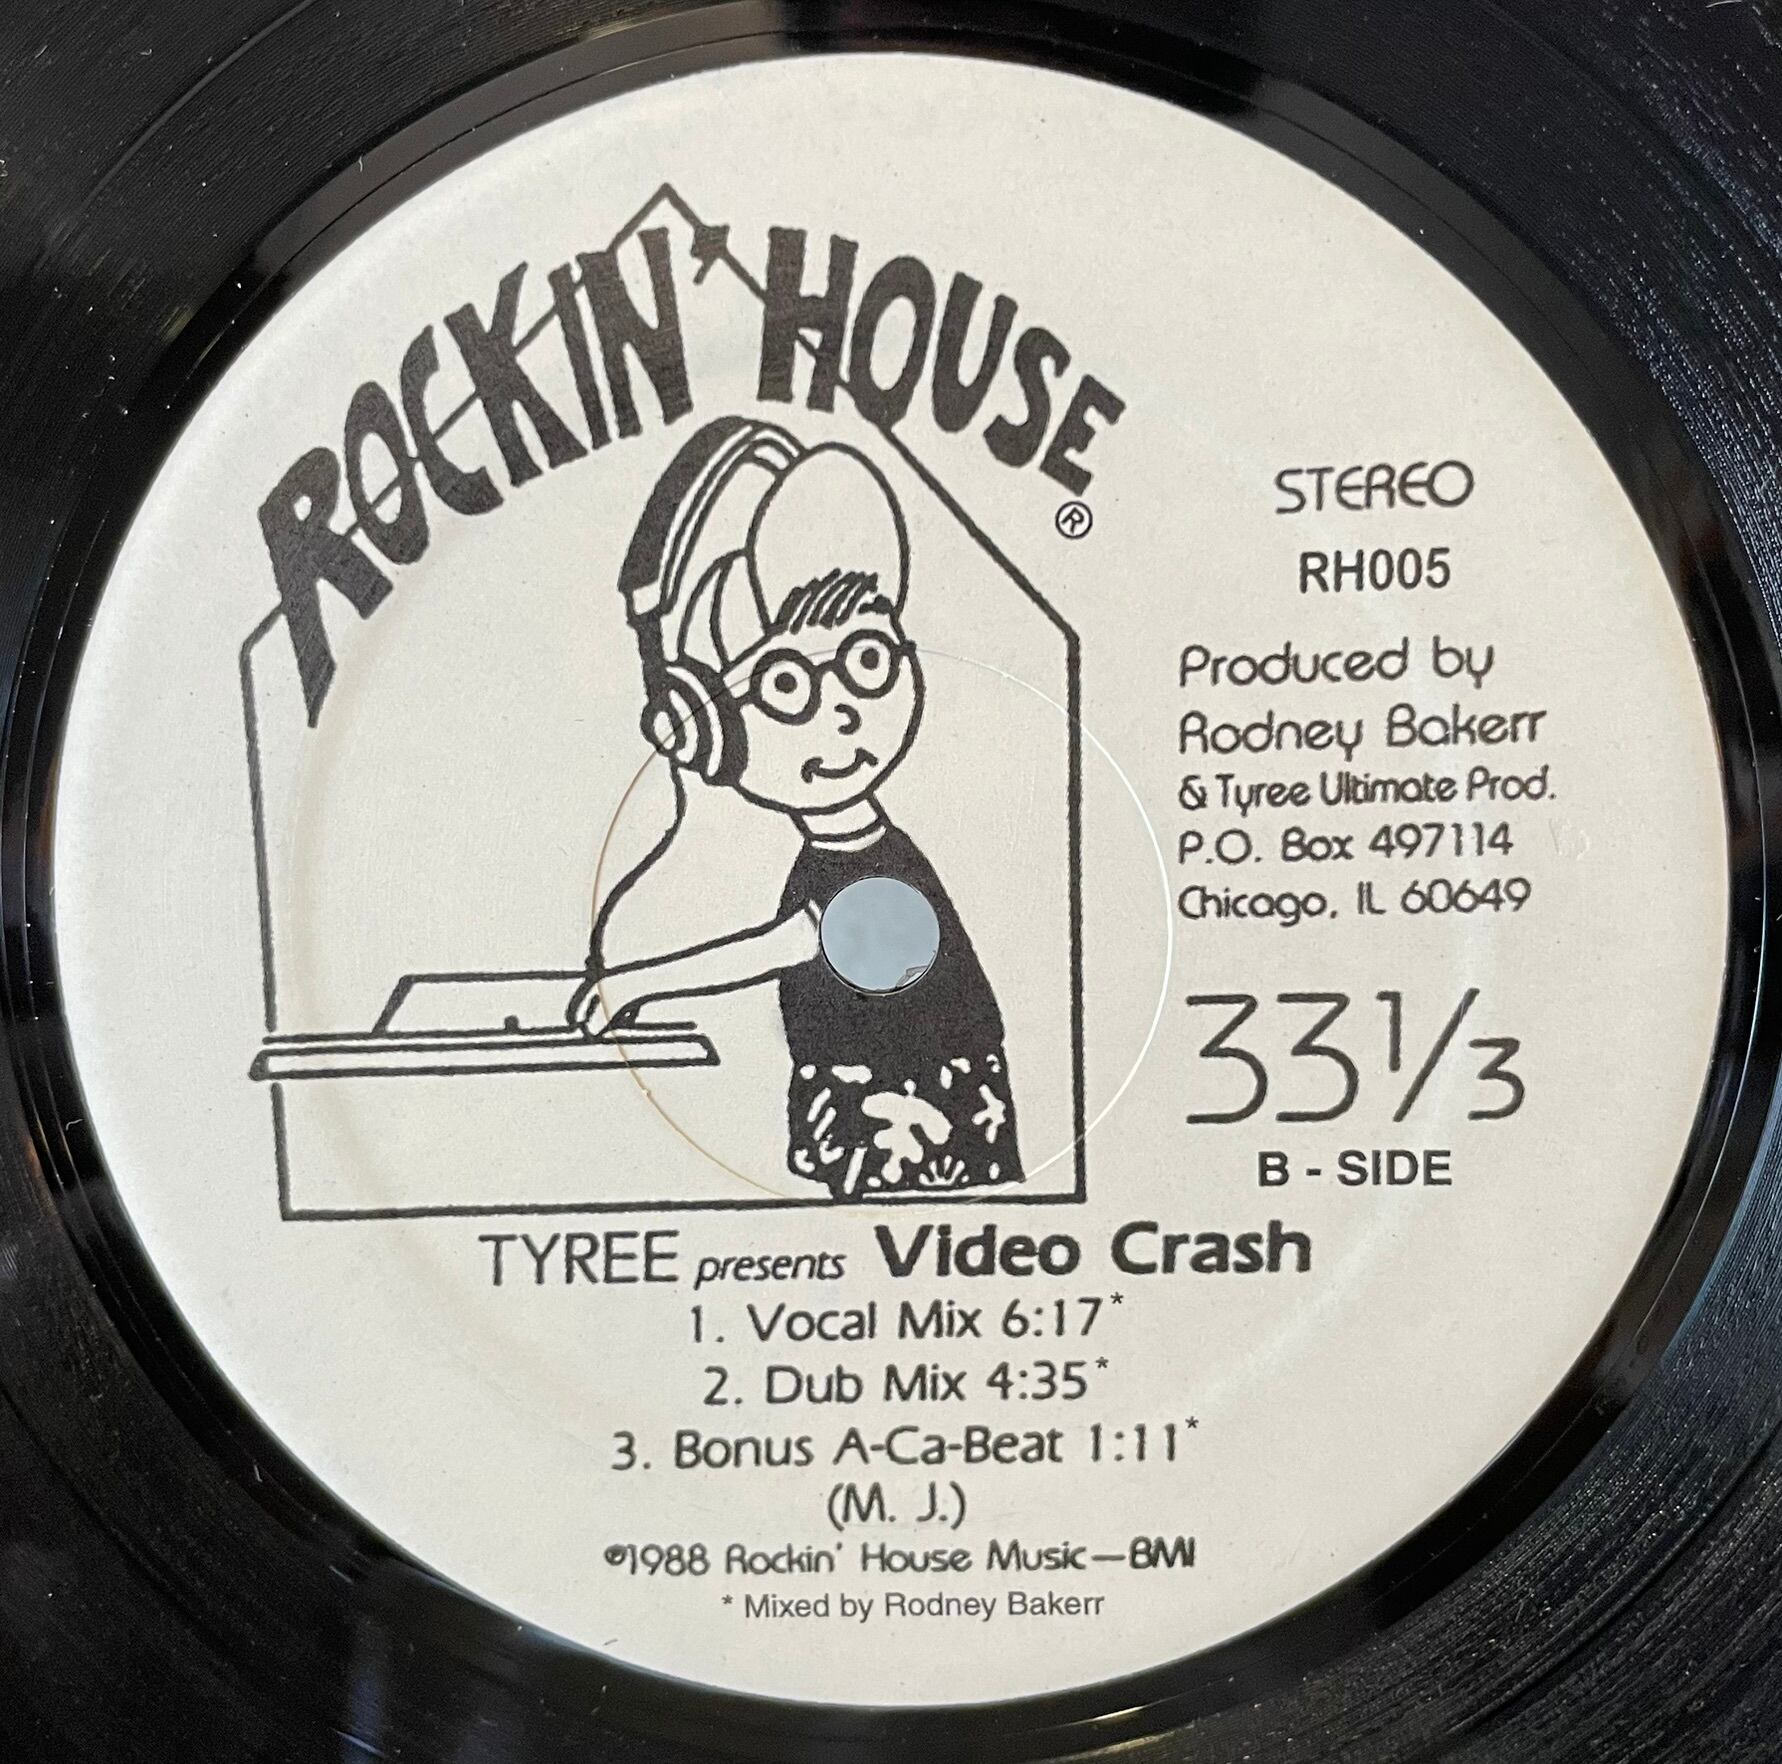 ROCKIN' HOUSE
®
STEREO
RH005
Produced by
Rodney Bakerr
& Tyree Ultimate Prod.
P.O. Box 497114
Chicago, IL 60649
33 1/3
B - SIDE
TYREE presents Video Crash
1. Vocal Mix 6:17*
2. Dub Mix 4:35*
3. Bonus A-Ca-Beat 1:11*
(M. J.)
℗1988 Rockin' House Music—BMI
* Mixed by Rodney Bakerr